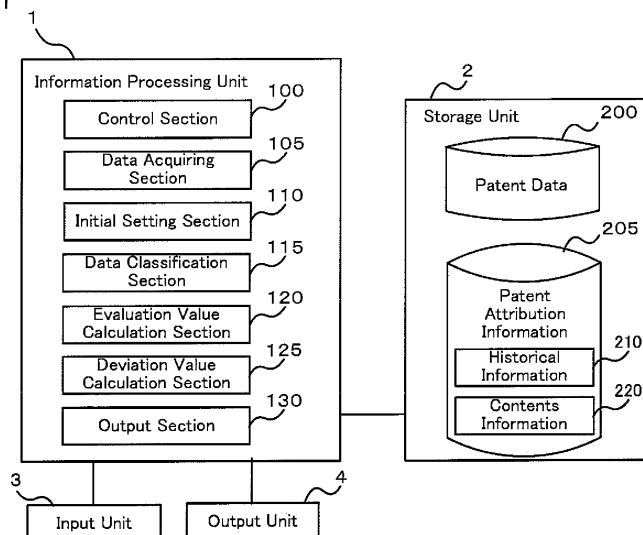 1
Information Processing Unit
100
Control Section
105
Data Acquiring
Section
110
Initial Setting Section
115
Data Classification
Section
120
Evaluation Value
Calculation Section
125
Deviation Value
Calculation Section
130
Output Section
2
Storage Unit
200
Patent Data
205
Patent
Attribution
Information
210
Historical
Information
220
Contents
Information
3
Input Unit
4
Output Unit